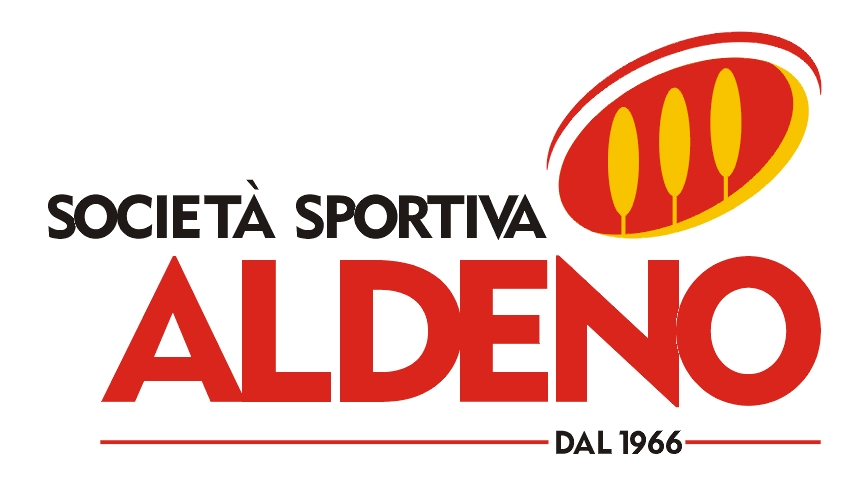 SOCIETÀ SPORTIVA
ALDENO
DAL 1966